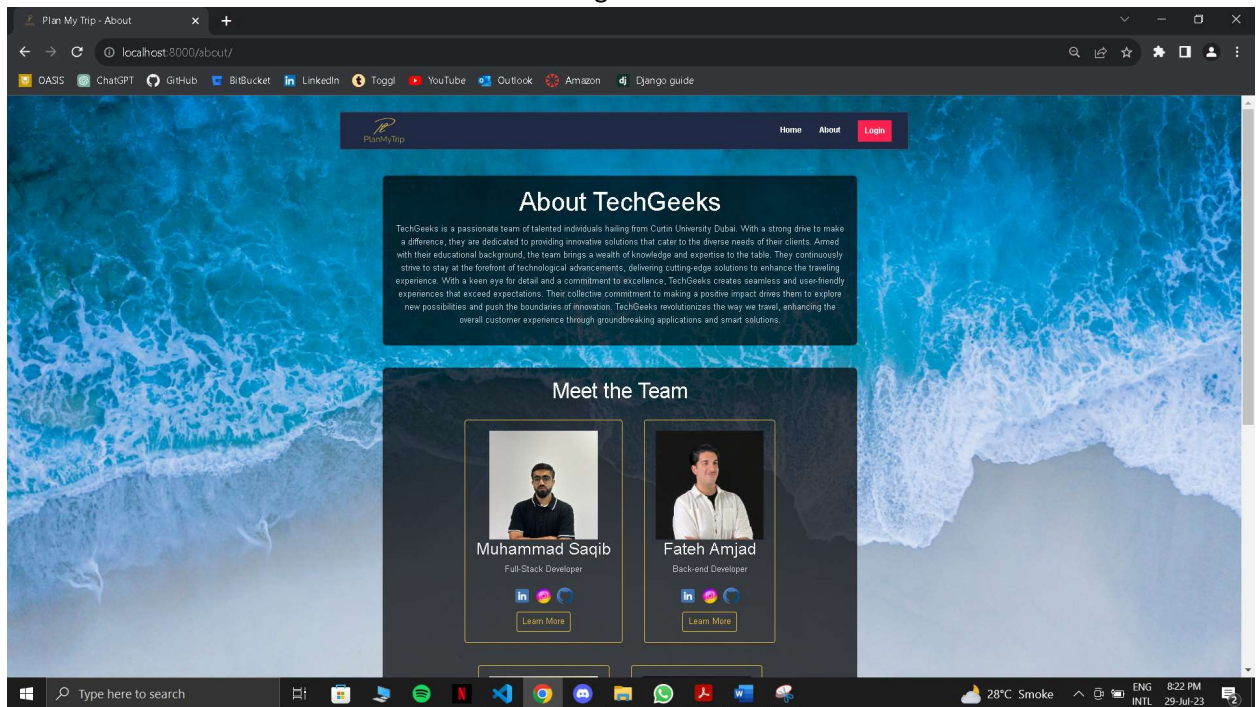 Plan My Trip - About
localhost:8000/about/
OASIS ChatGPT GitHub BitBucket LinkedIn Toggl YouTube Outlook Amazon Django guide
PlanMyTrip
Home About Login
About TechGeeks
TechGeeks is a passionate team of talented individuals hailing from Curtin University Dubai. With a strong drive to make
a difference, they are dedicated to providing innovative solutions that cater to the diverse needs of their clients. Armed
with their educational background, the team brings a wealth of knowledge and expertise to the table. They continuously
strive to stay at the forefront of technological advancements, delivering cutting-edge solutions to enhance the traveling
experience. With a keen eye for detail and a commitment to excellence, TechGeeks creates seamless and user-friendly
experiences that exceed expectations. Their collective commitment to making a positive impact drives them to explore
new possibilities and push the boundaries of innovation. TechGeeks revolutionizes the way we travel, enhancing the
overall customer experience through groundbreaking applications and smart solutions.
Meet the Team
Muhammad Saqib
Full-Stack Developer
Learn More
Fateh Amjad
Back-end Developer
Learn More
Type here to search
28°C Smoke
ENG
INTL
8:22 PM
29-Jul-23
2